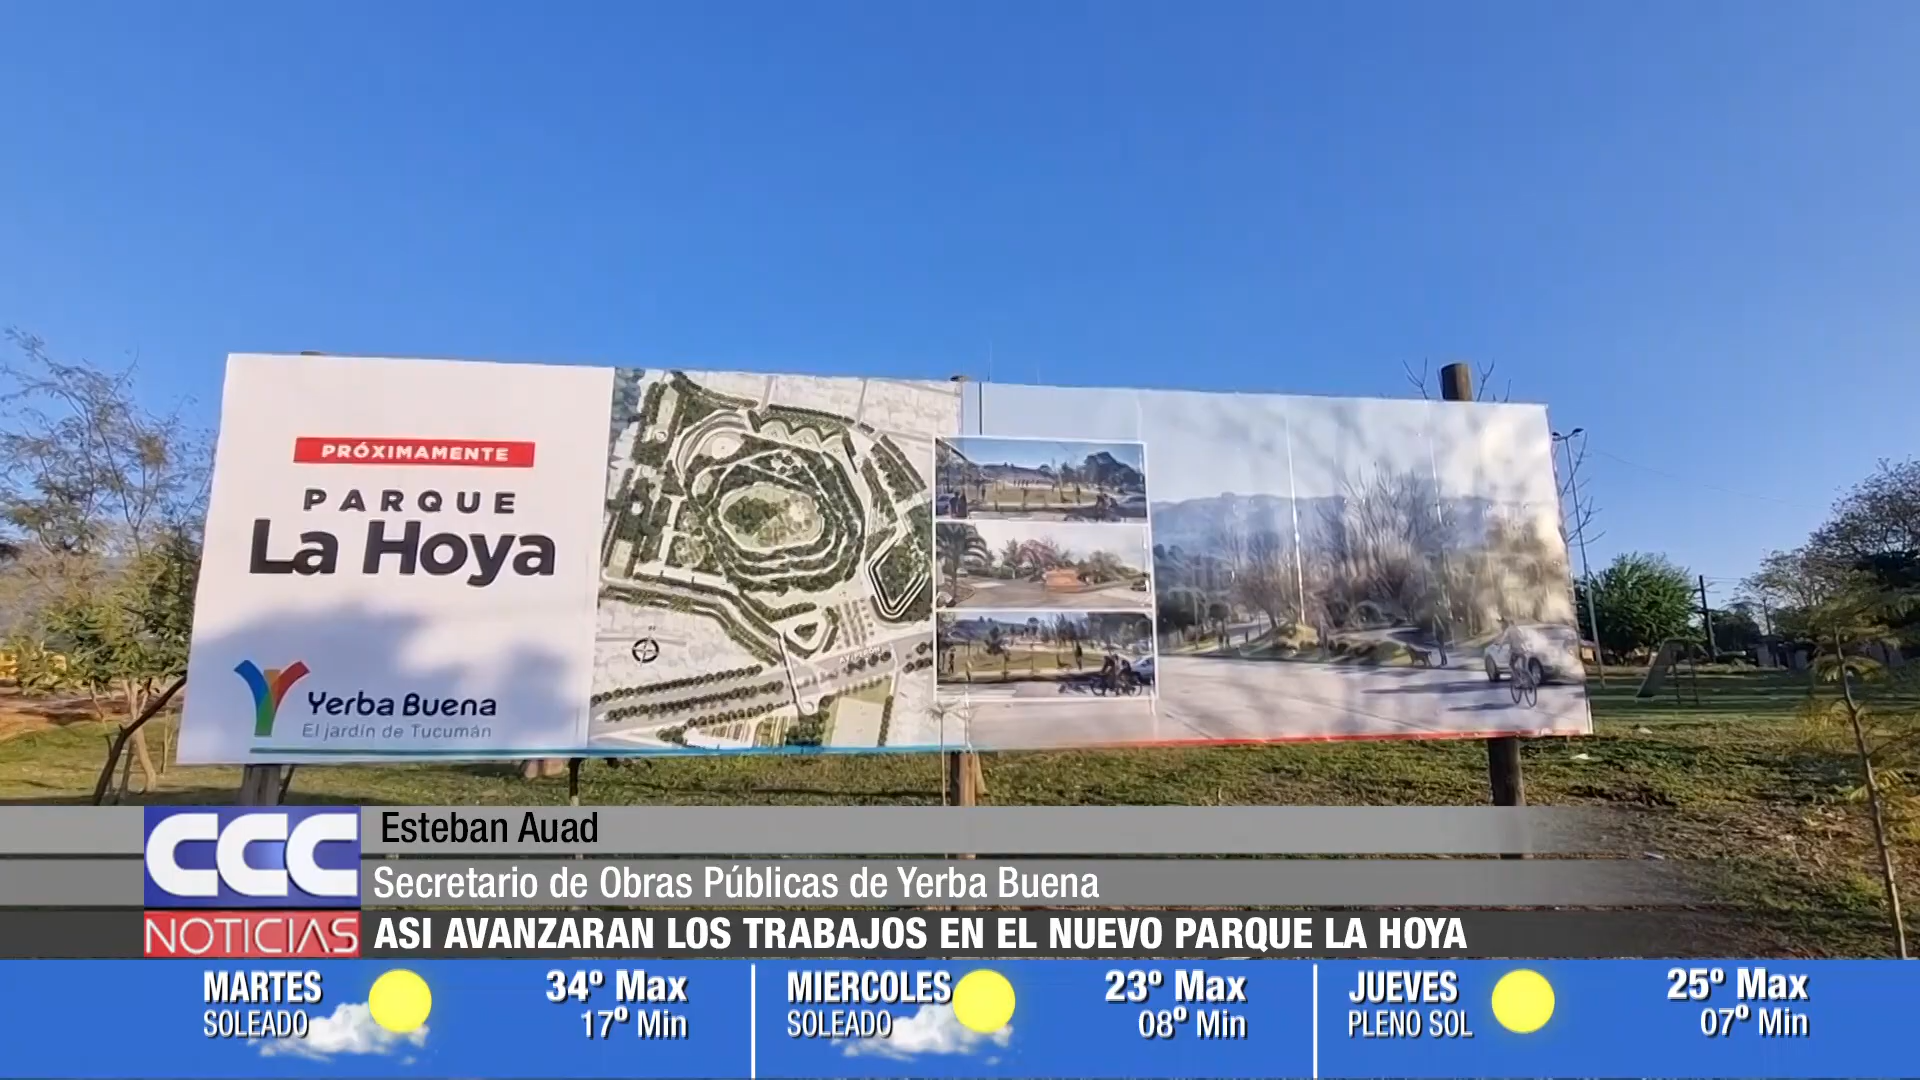 PRÓXIMAMENTE
PARQUE
La Hoya
Yerba Buena
El jardín de Tucumán
AV. PERÓN
CCC
NOTICIAS
Esteban Auad
Secretario de Obras Públicas de Yerba Buena
ASI AVANZARAN LOS TRABAJOS EN EL NUEVO PARQUE LA HOYA
MARTES
SOLEADO
34º Max
17º Min
MIERCOLES
SOLEADO
23º Max
08º Min
JUEVES
PLENO SOL
25º Max
07º Min